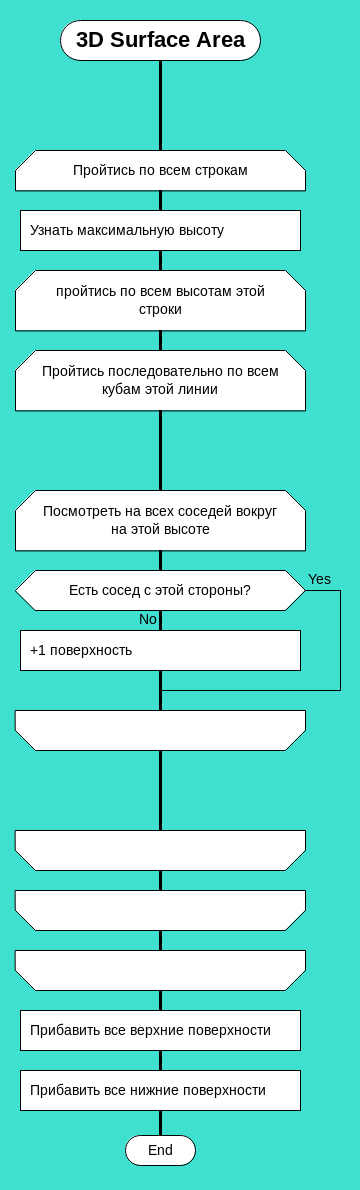 3D Surface Area
Пройтись по всем строкам
Узнать максимальную высоту
пройтись по всем высотам этой
строки
Пройтись последовательно по всем
кубам этой линии
Посмотреть на всех соседей вокруг
на этой высоте
Есть сосед с этой стороны?
Yes
No
+1 поверхность
Прибавить все верхние поверхности
Прибавить все нижние поверхности
End